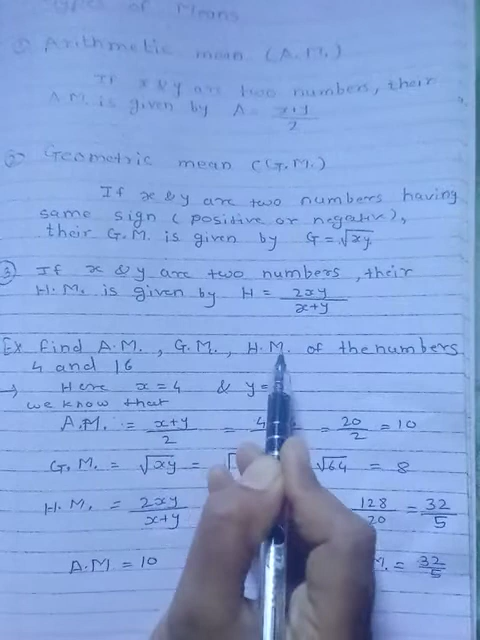 Types of Means
① Arithmetic mean (A.M.)
If x & y are two numbers, their
A.M. is given by A = x+y/2
② Geometric mean (G.M.)
If x & y are two numbers having
same sign (positive or negative),
their G.M. is given by G = √xy
③ If x & y are two numbers, their
H.M. is given by H = 2xy/x+y
Ex find A.M., G.M., H.M. of the numbers
4 and 16
→ Here x = 4 & y =
we know that
A.M. = x+y/2 = 4 = 20/2 = 10
G.M. = √xy = √64 = 8
H.M. = 2xy/x+y 128/20 = 32/5
A.M = 10 M. = 32/5